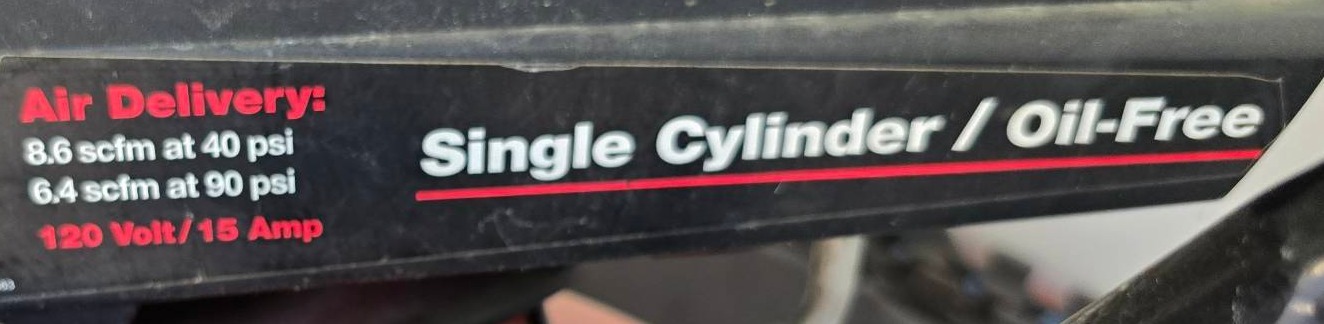 Air Delivery:
8.6 scfm at 40 psi
6.4 scfm at 90 psi
120 Volt/15 Amp
Single Cylinder / Oil-Free